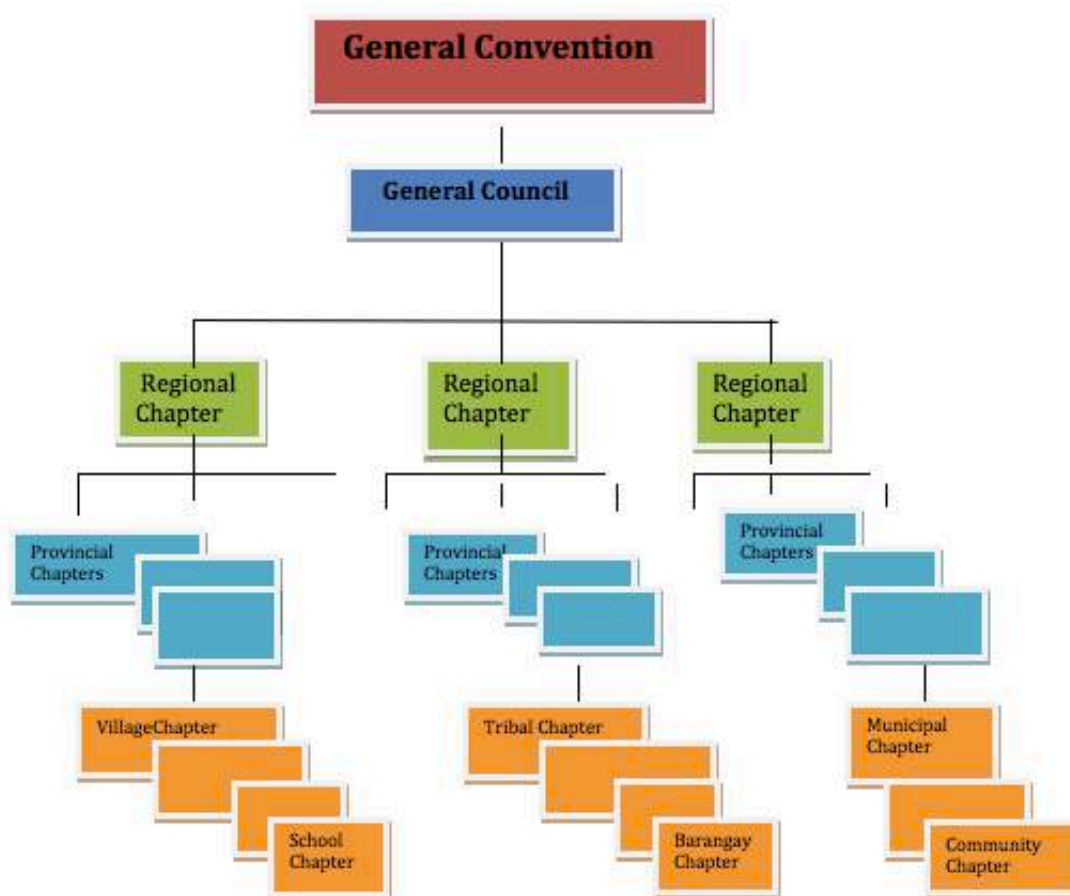 General Convention
General Council
Regional
Chapter
Regional
Chapter
Regional
Chapter
Provincial
Chapters
Provincial
Chapters
Provincial
Chapters
VillageChapter
Tribal Chapter
Municipal
Chapter
School
Chapter
Barangay
Chapter
Community
Chapter